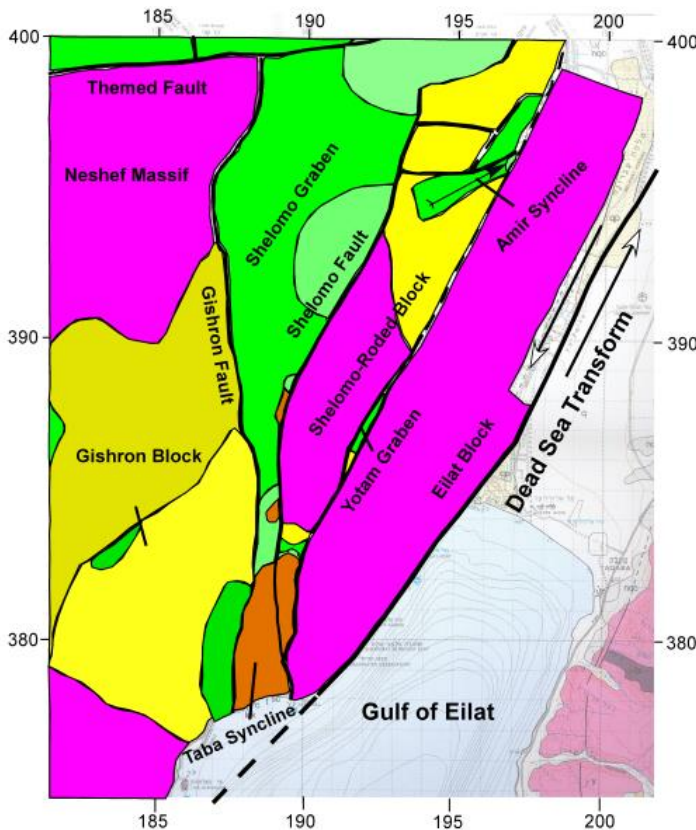 185 190 195 200
400 400
Themed Fault
Neshef Massif
Shelomo Graben
Amir Syncline
Shelomo Fault
Gishron Fault
Shelomo-Roded Block
390 390
Gishron Block
Yotam Graben
Eilat Block
Dead Sea Transform
380 380
Taba Syncline
Gulf of Eilat
185 190 195 200